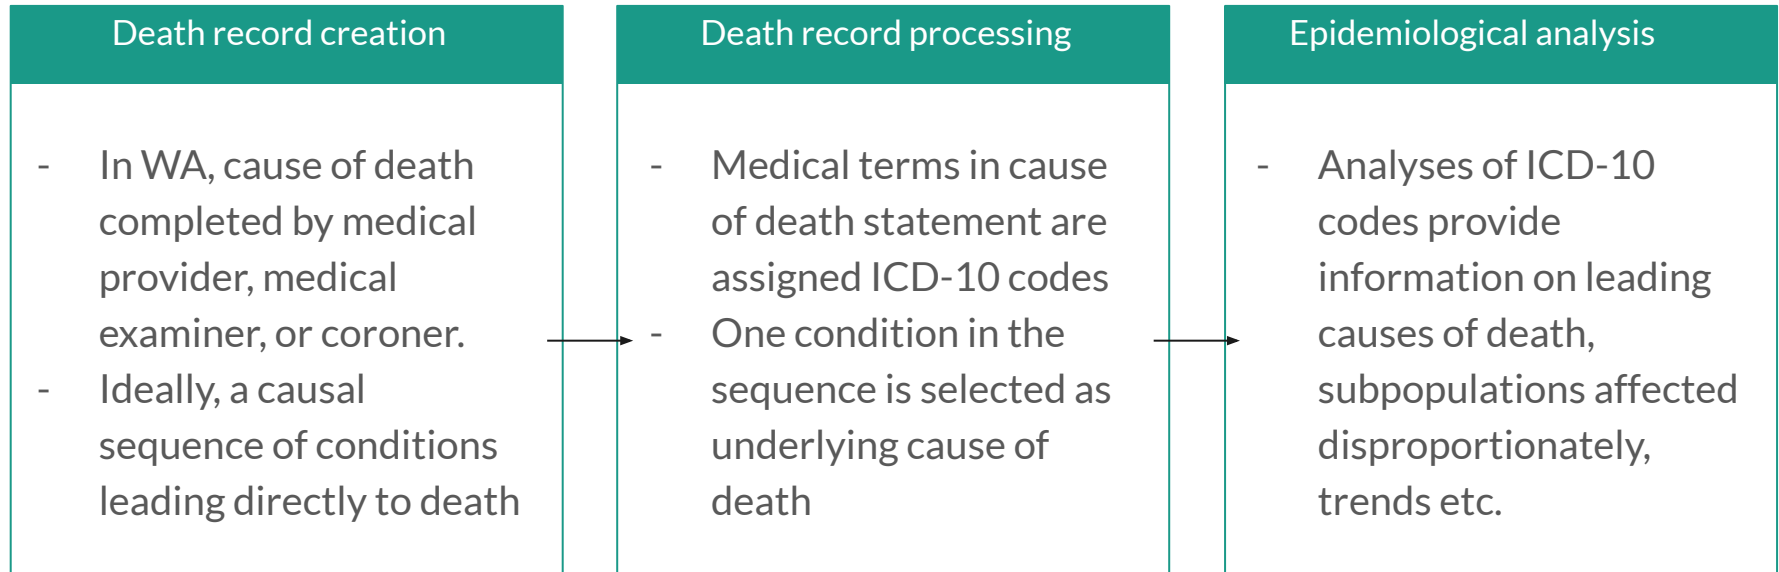 Death record creation
- In WA, cause of death
completed by medical
provider, medical
examiner, or coroner.
- Ideally, a causal
sequence of conditions
leading directly to death
Death record processing
- Medical terms in cause
of death statement are
assigned ICD-10 codes
- One condition in the
sequence is selected as
underlying cause of
death
Epidemiological analysis
- Analyses of ICD-10
codes provide
information on leading
causes of death,
subpopulations affected
disproportionately,
trends etc.